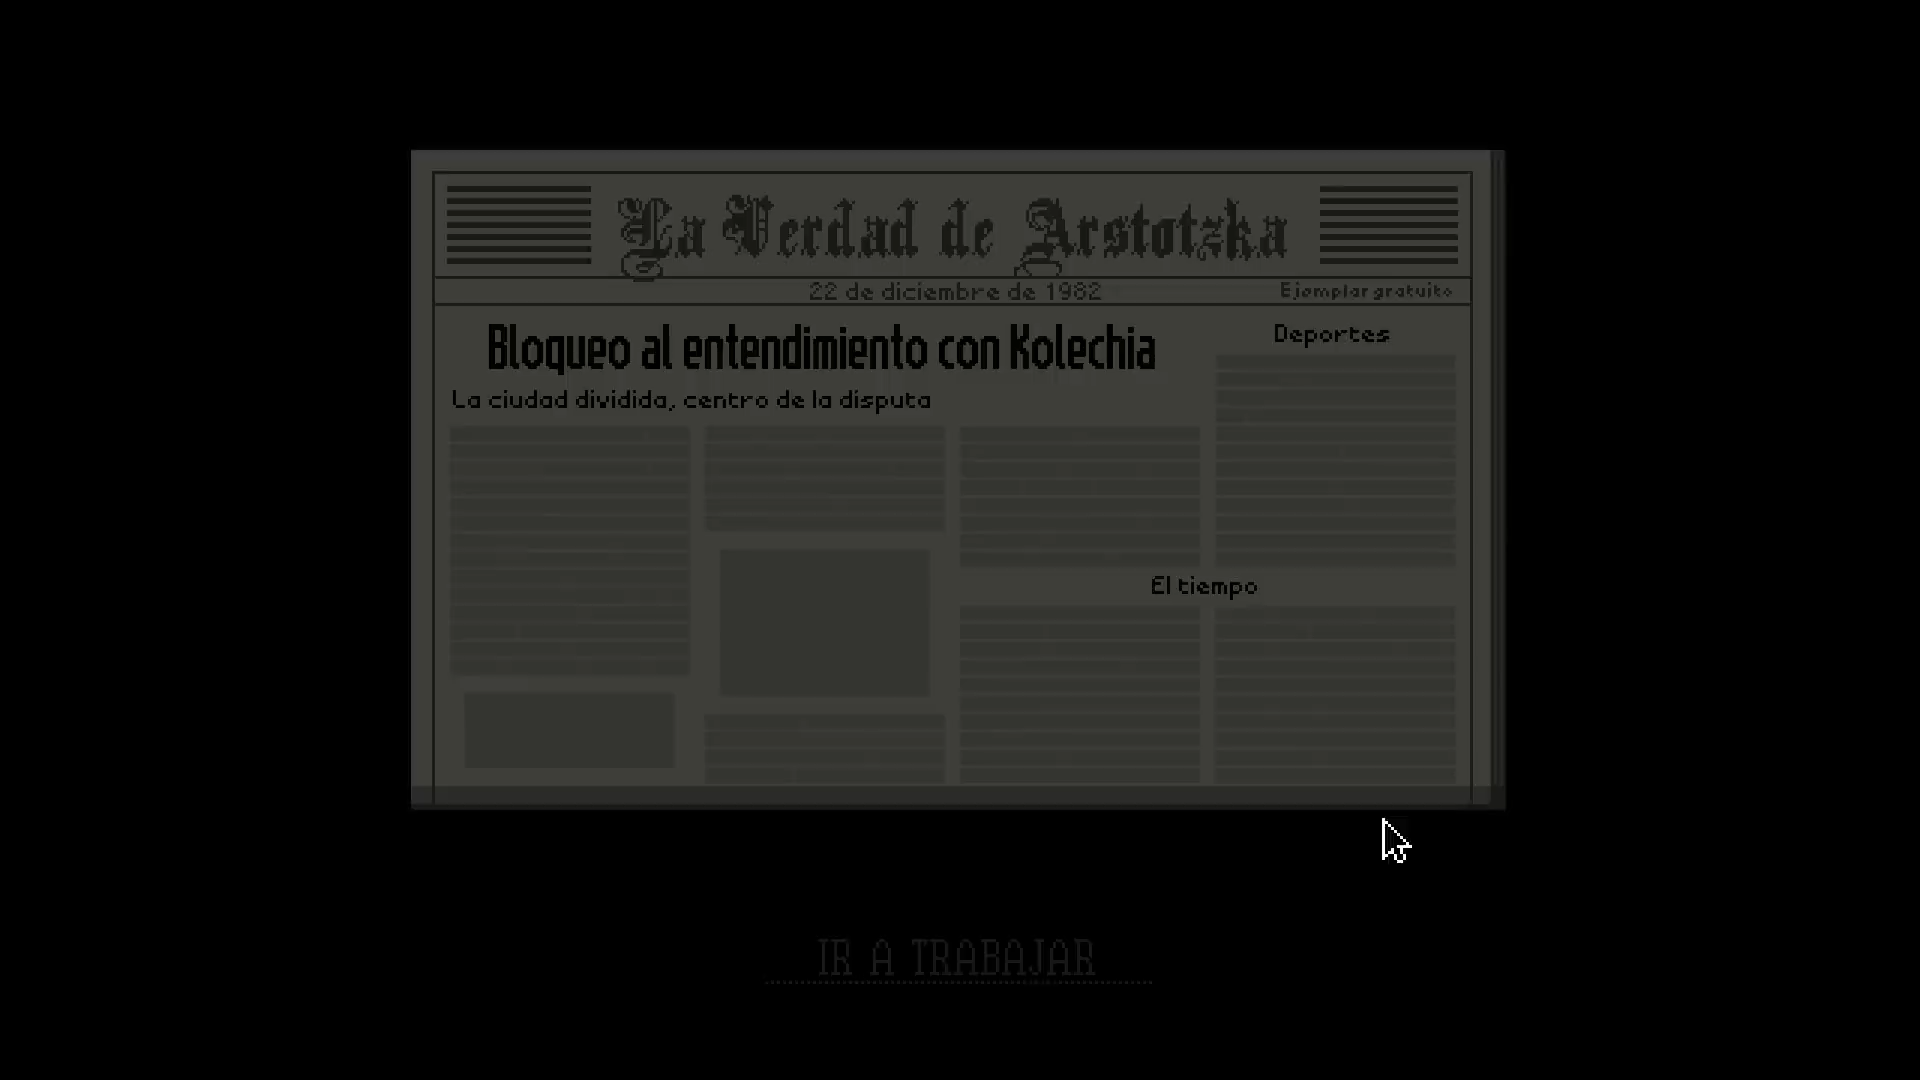 La Verdad de Arstotzka
22 de diciembre de 1982
Ejemplar gratuito
Bloqueo al entendimiento con Kolechia
La ciudad dividida, centro de la disputa
Deportes
El tiempo
IR A TRABAJAR